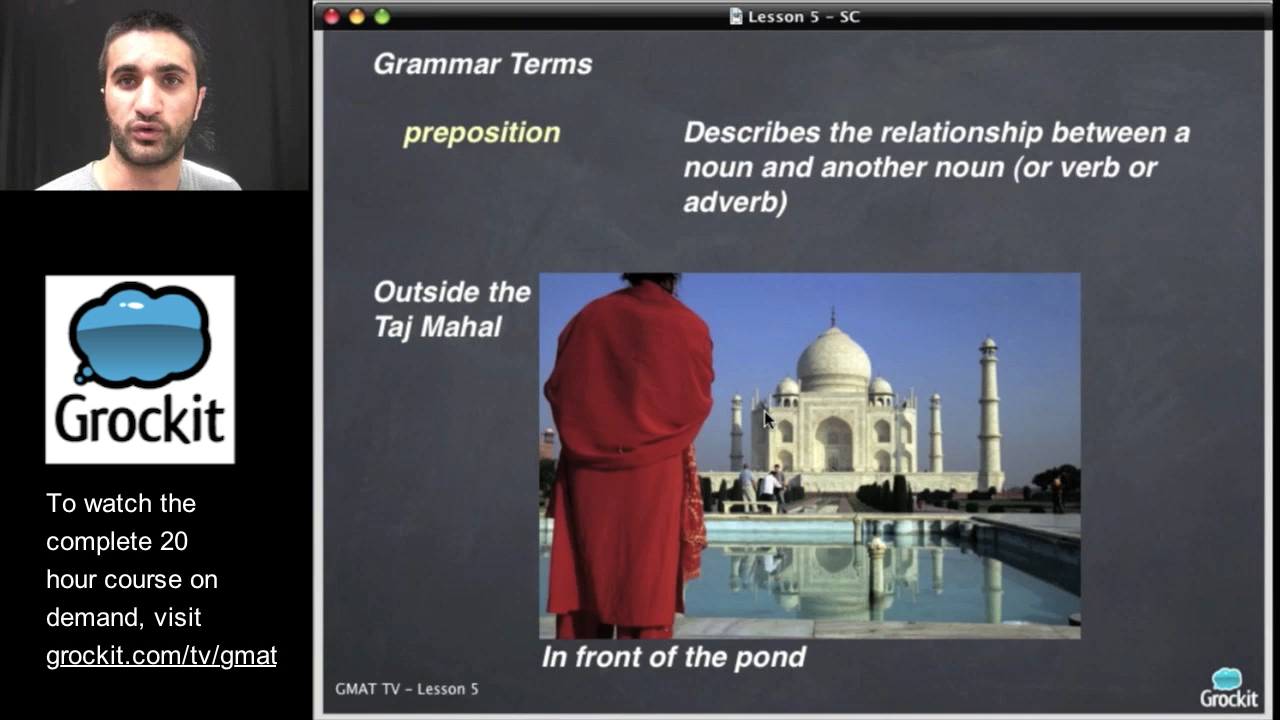 Lesson 5 - SC
Grammar Terms
preposition
Describes the relationship between a
noun and another noun (or verb or
adverb)
Outside the
Taj Mahal
In front of the pond
GMAT TV – Lesson 5
Grockit
Grockit
To watch the
complete 20
hour course on
demand, visit
grockit.com/tv/gmat